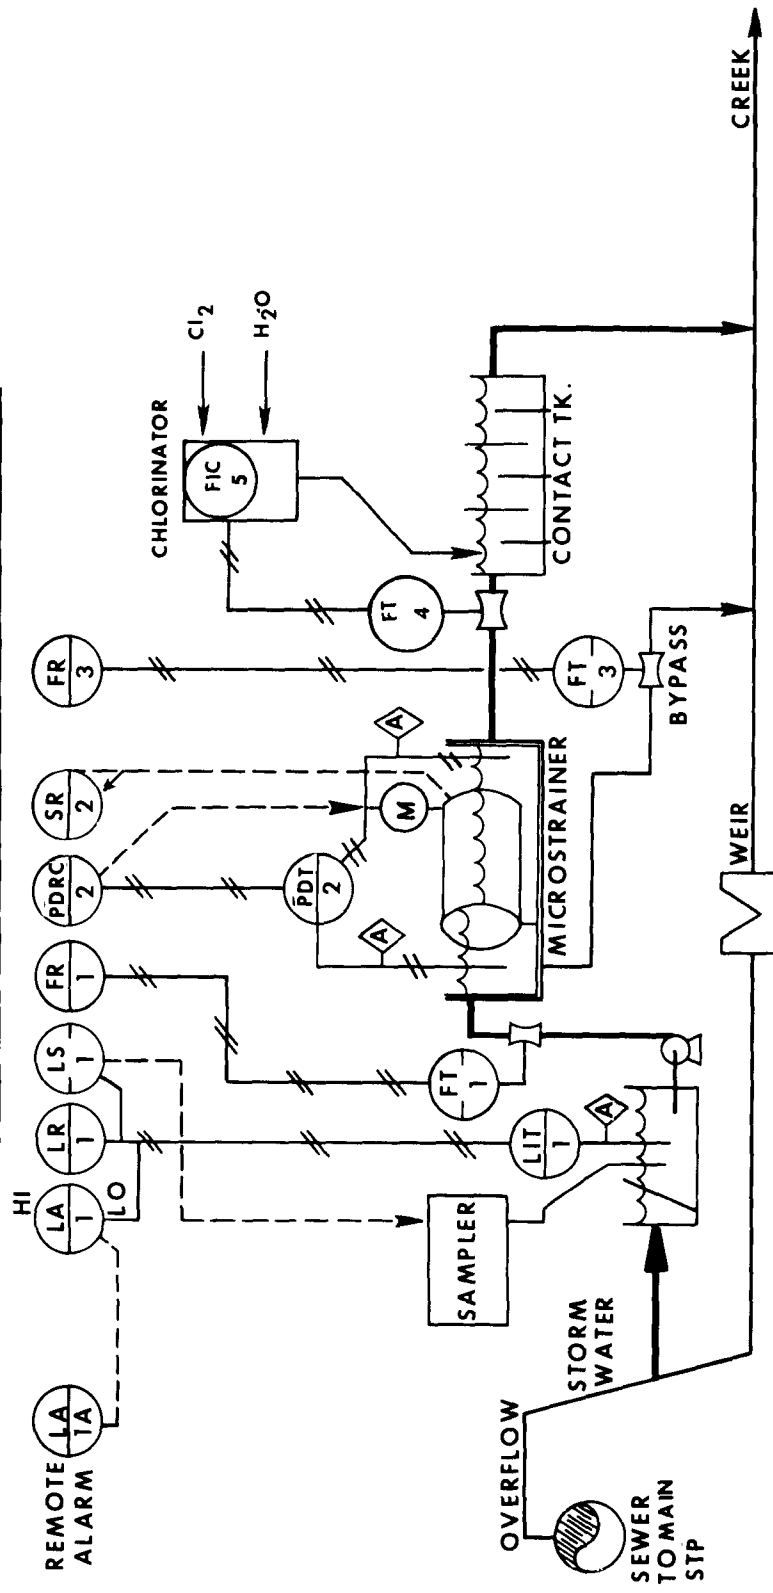 REMOTE
ALARM
LA
1A
HI
LA
1
LO
LR
1
LS
1
FR
1
PDRC
2
SR
2
FR
3
CHLORINATOR
FIC
5
Cl2
H2O
PDT
2
M
A
A
FT
4
FT
1
FT
3
LIT
1
A
SAMPLER
MICROSTRAINER
CONTACT TK.
BYPASS
OVERFLOW
STORM
WATER
SEWER
TO MAIN
STP
WEIR
CREEK